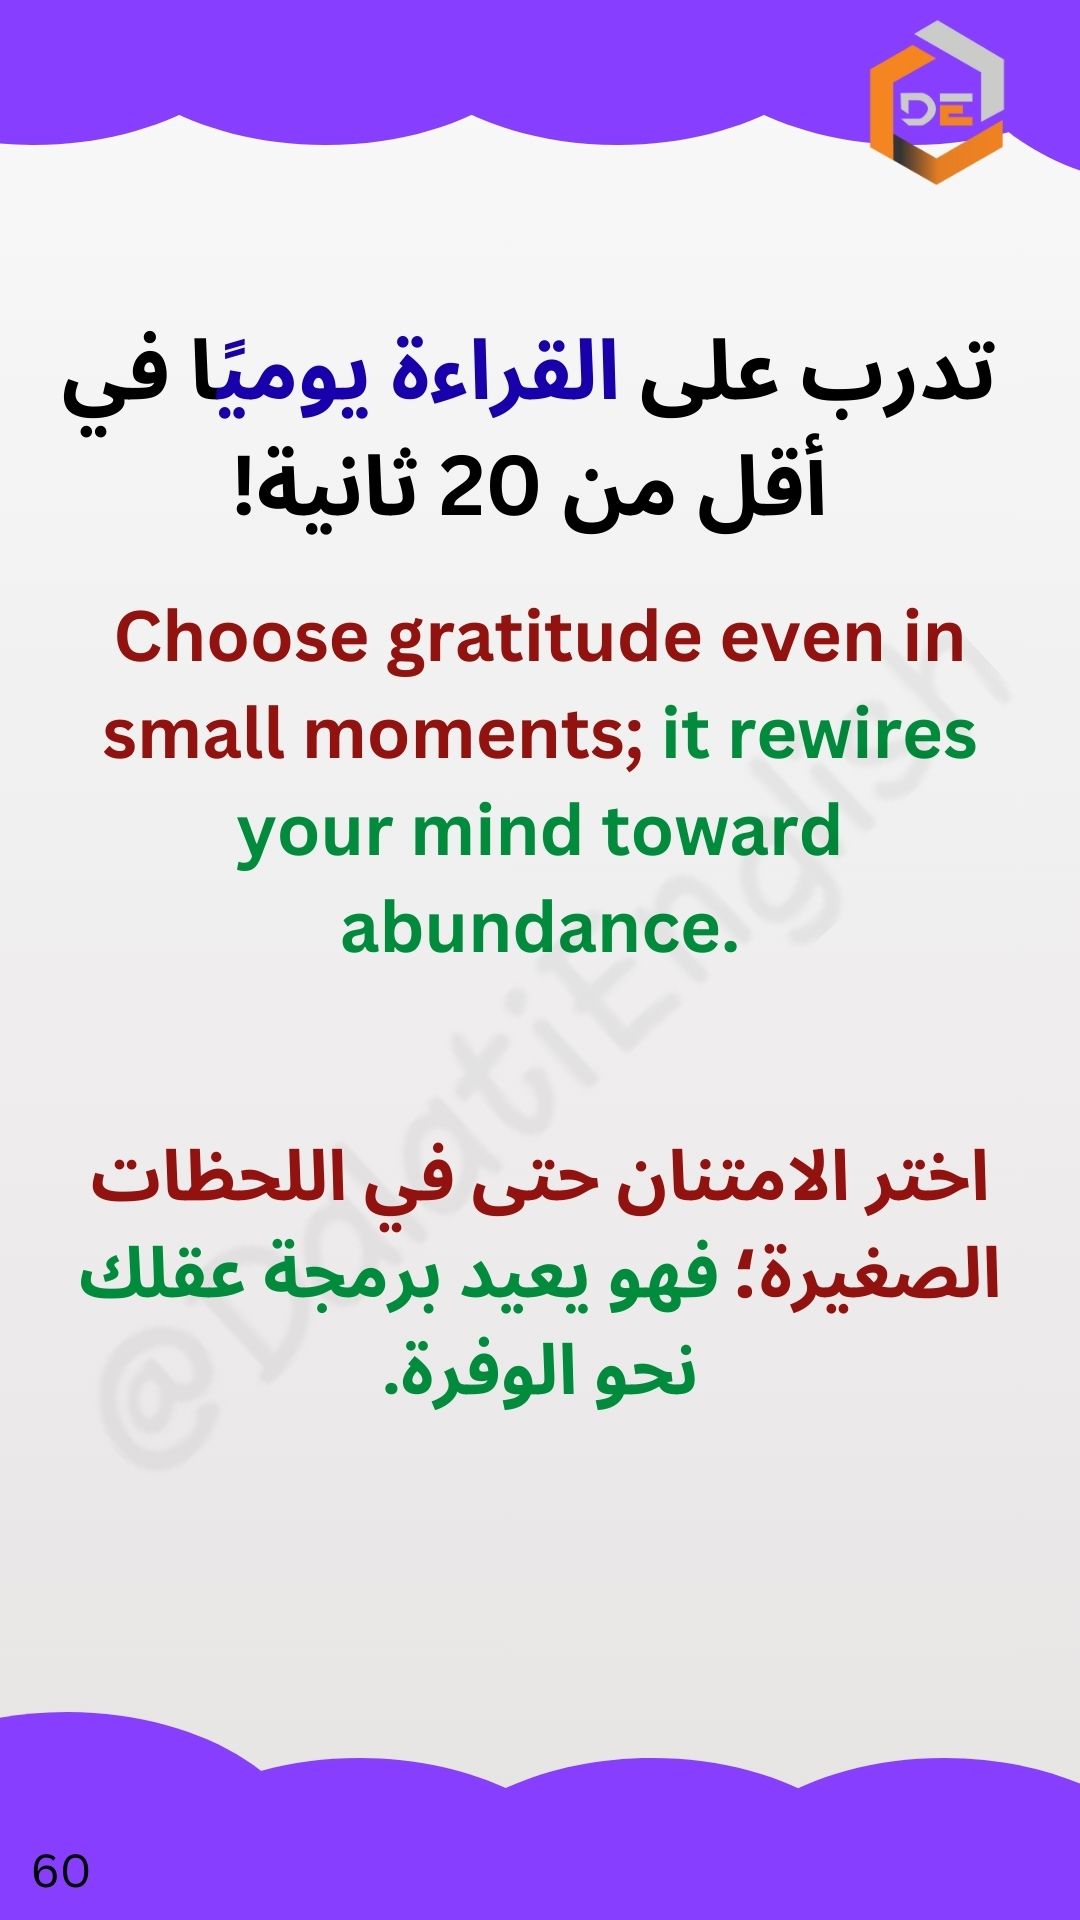 DE
تدرب على القراءة يوميًا في
أقل من 20 ثانية!
Choose gratitude even in
small moments; it rewires
your mind toward
abundance.
@DalatiEnglish
اختر الامتنان حتى في اللحظات
الصغيرة؛ فهو يعيد برمجة عقلك
نحو الوفرة.
60